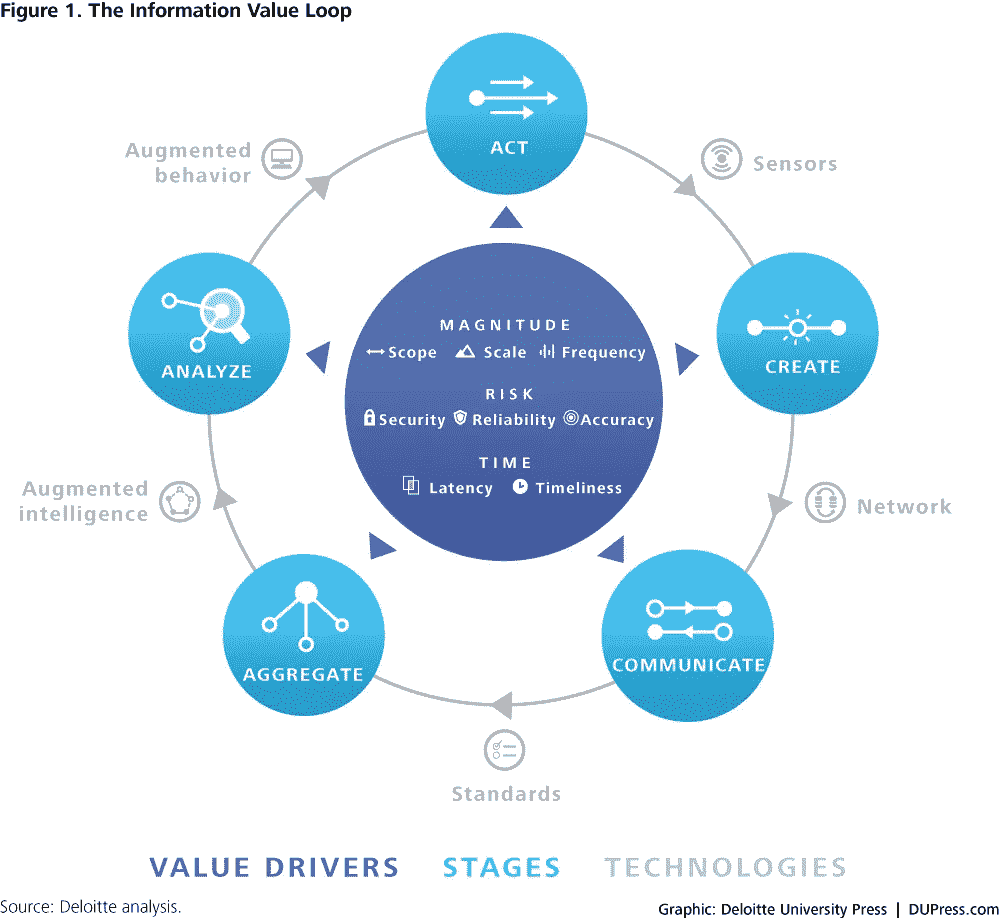 Figure 1. The Information Value Loop
ACT
Augmented
behavior
Sensors
ANALYZE
CREATE
MAGNITUDE
Scope Scale Frequency
RISK
Security Reliability Accuracy
TIME
Latency Timeliness
Augmented
intelligence
Network
AGGREGATE
COMMUNICATE
Standards
VALUE DRIVERS STAGES TECHNOLOGIES
Source: Deloitte analysis.
Graphic: Deloitte University Press | DUPress.com